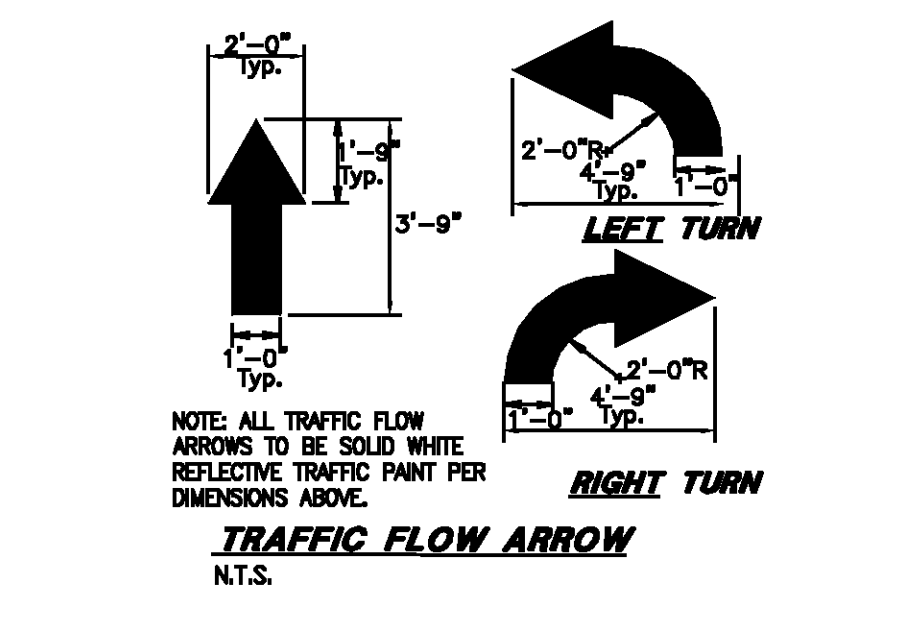 2'-0"
Typ.
1'-9"
Typ.
3'-9"
1'-0"
Typ.
2'-0"R
4'-9"
Typ.
1'-0"
LEFT TURN
2'-0"R
4'-9"
Typ.
1'-0"
RIGHT TURN
NOTE: ALL TRAFFIC FLOW
ARROWS TO BE SOLID WHITE
REFLECTIVE TRAFFIC PAINT PER
DIMENSIONS ABOVE.
TRAFFIC FLOW ARROW
N.T.S.